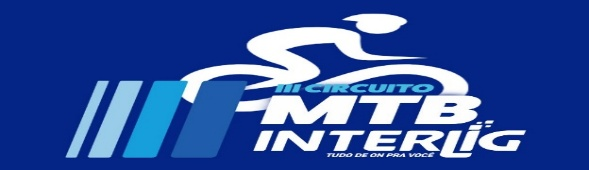 III CIRCUITO
MTB
INTERLIG
TUDO DE ON PRA VOCÊ